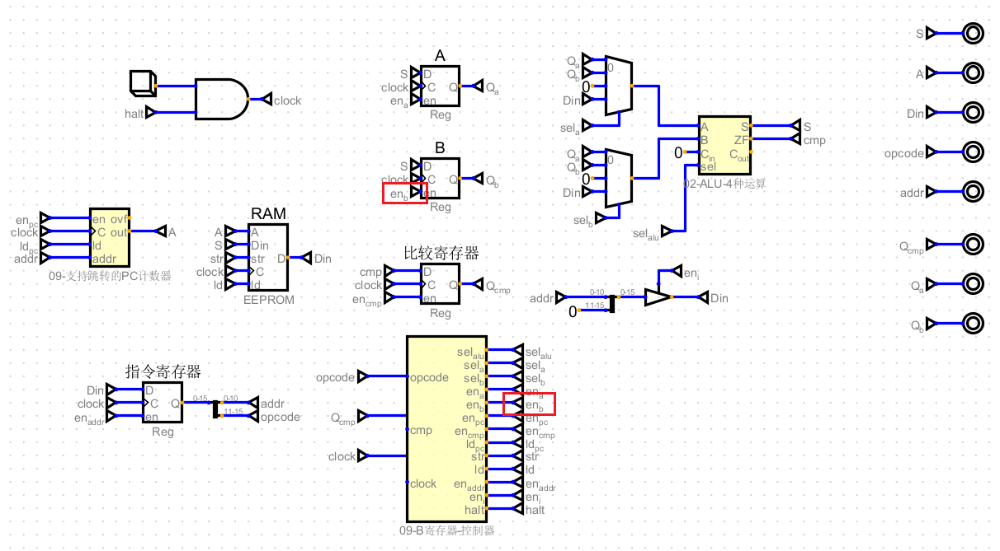 halt
clock
A
S
D
clock
C
Q
Qa
ena
en
Reg
B
S
D
clock
C
Q
Qb
enb
en
Reg
Qa
0
Qb
0
Din
sela
Qa
0
Qb
0
Din
selb
A
S
S
B
ZF
cmp
0
Cin
Cout
sel
02-ALU-4种运算
selalu
S
A
Din
opcode
addr
Qcmp
Qa
Qb
enpc
en
ovf
clock
C
out
A
ldpc
ld
addr
addr
09-支持跳转的PC计数器
RAM
A
A
S
Din
str
str
D
Din
clock
C
ld
ld
EEPROM
比较寄存器
cmp
D
clock
C
Q
Qcmp
encmp
en
Reg
eni
addr
0-10
0-15
Din
0
11-15
指令寄存器
Din
D
clock
C
Q
0-15
0-10
addr
enaddr
en
11-15
opcode
Reg
opcode
opcode
Qcmp
cmp
clock
clock
selalu
selalu
sela
sela
selb
selb
ena
ena
enb
enb
enpc
enpc
encmp
encmp
ldpc
ldpc
str
str
ld
ld
enaddr
enaddr
eni
eni
halt
halt
09-B寄存器-控制器